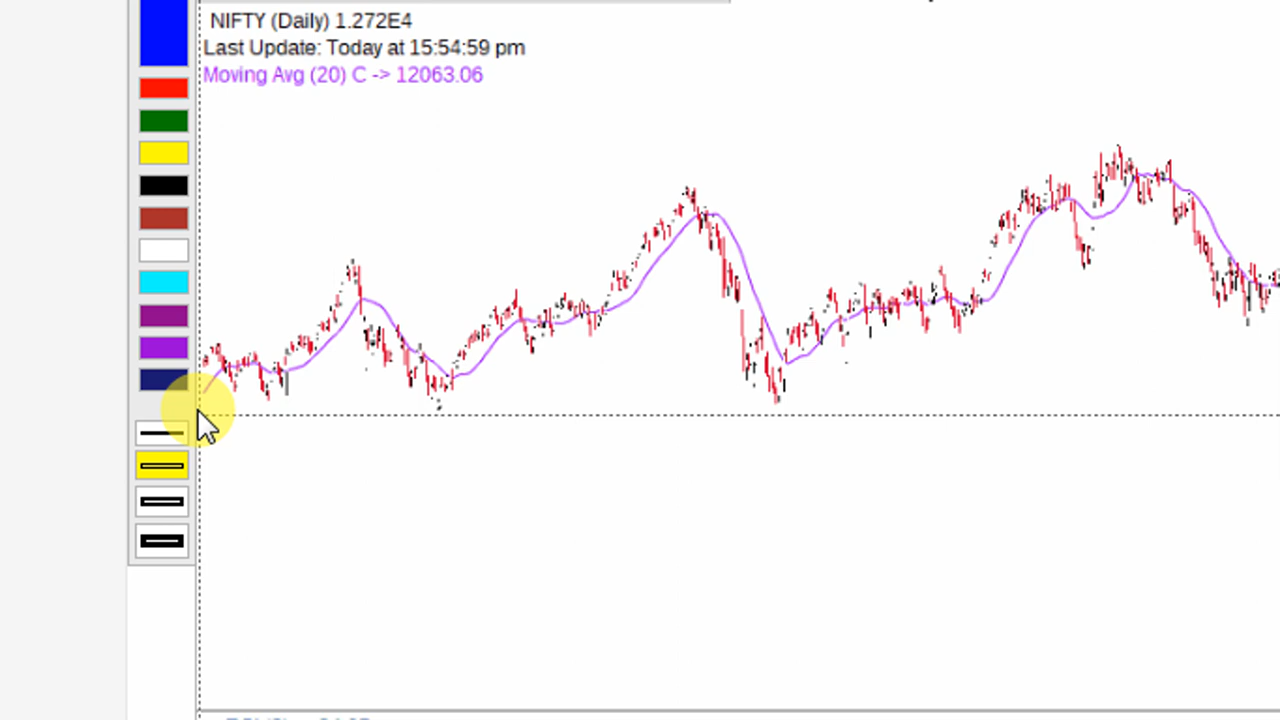 NIFTY (Daily) 1.272E4
Last Update: Today at 15:54:59 pm
Moving Avg (20) C -> 12063.06